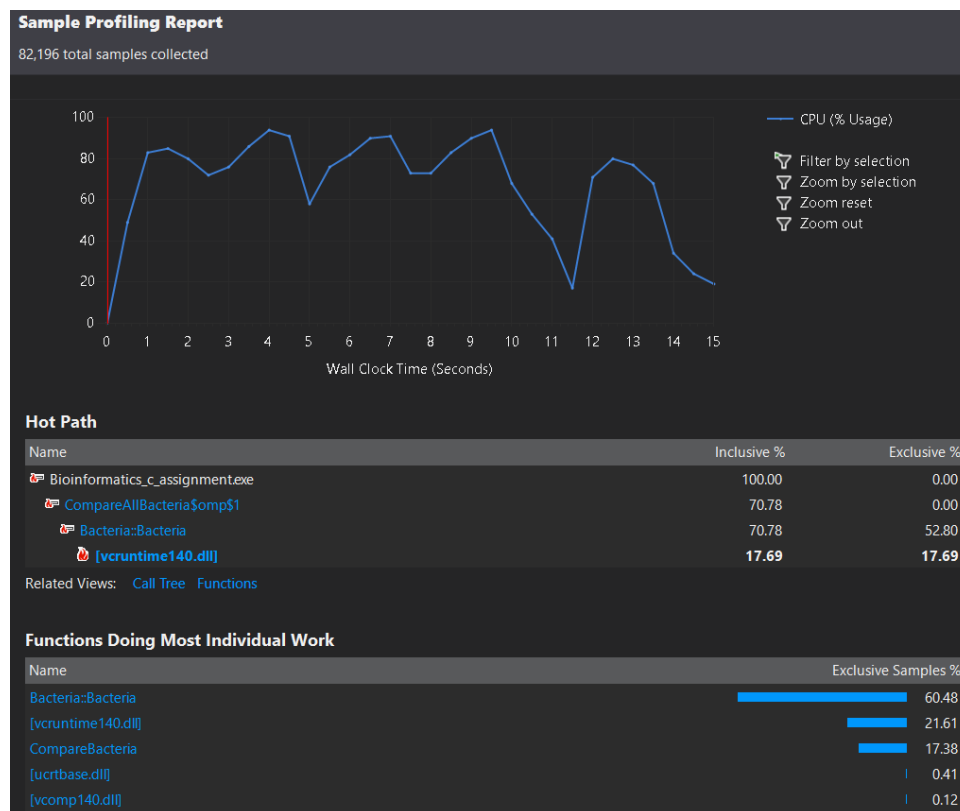 Sample Profiling Report
82,196 total samples collected
100
80
60
40
20
0
0 1 2 3 4 5 6 7 8 9 10 11 12 13 14 15
Wall Clock Time (Seconds)
CPU (% Usage)
Filter by selection
Zoom by selection
Zoom reset
Zoom out
Hot Path
Name Inclusive % Exclusive %
Bioinformatics_c_assignment.exe 100.00 0.00
CompareAllBacteria$omp$1 70.78 0.00
Bacteria::Bacteria 70.78 52.80
[vcruntime140.dll] 17.69 17.69
Related Views: Call Tree Functions
Functions Doing Most Individual Work
Name Exclusive Samples %
Bacteria::Bacteria 60.48
[vcruntime140.dll] 21.61
CompareBacteria 17.38
[ucrtbase.dll] 0.41
[vcomp140.dll] 0.12